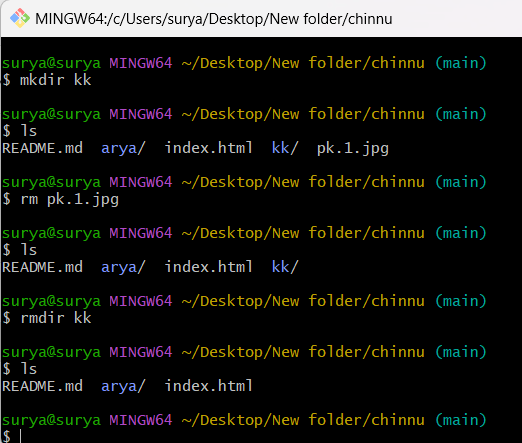 MINGW64:/c/Users/surya/Desktop/New folder/chinnu
surya@surya MINGW64 ~/Desktop/New folder/chinnu (main)
$ mkdir kk
surya@surya MINGW64 ~/Desktop/New folder/chinnu (main)
$ ls
README.md  arya/  index.html  kk/  pk.1.jpg
surya@surya MINGW64 ~/Desktop/New folder/chinnu (main)
$ rm pk.1.jpg
surya@surya MINGW64 ~/Desktop/New folder/chinnu (main)
$ ls
README.md  arya/  index.html  kk/
surya@surya MINGW64 ~/Desktop/New folder/chinnu (main)
$ rmdir kk
surya@surya MINGW64 ~/Desktop/New folder/chinnu (main)
$ ls
README.md  arya/  index.html
surya@surya MINGW64 ~/Desktop/New folder/chinnu (main)
$